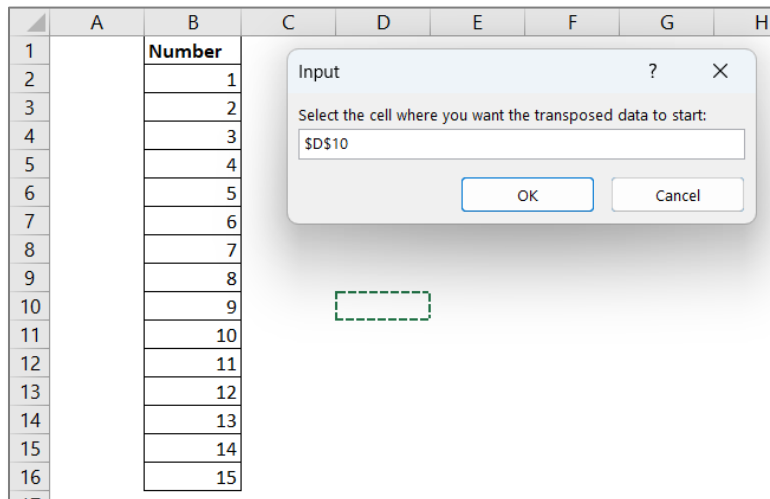 A B C D E F G H
1 Number
2 1
3 2
4 3
5 4
6 5
7 6
8 7
9 8
10 9
11 10
12 11
13 12
14 13
15 14
16 15
Input ?
Select the cell where you want the transposed data to start:
$D$10
OK Cancel